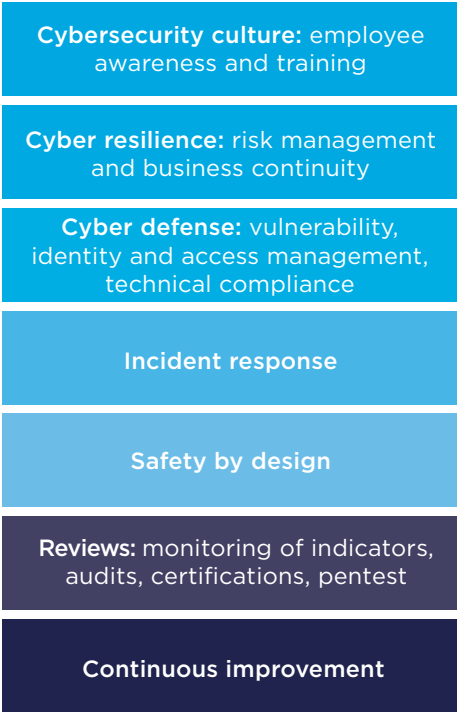 Cybersecurity culture: employee
awareness and training
Cyber resilience: risk management
and business continuity
Cyber defense: vulnerability,
identity and access management,
technical compliance
Incident response
Safety by design
Reviews: monitoring of indicators,
audits, certifications, pentest
Continuous improvement